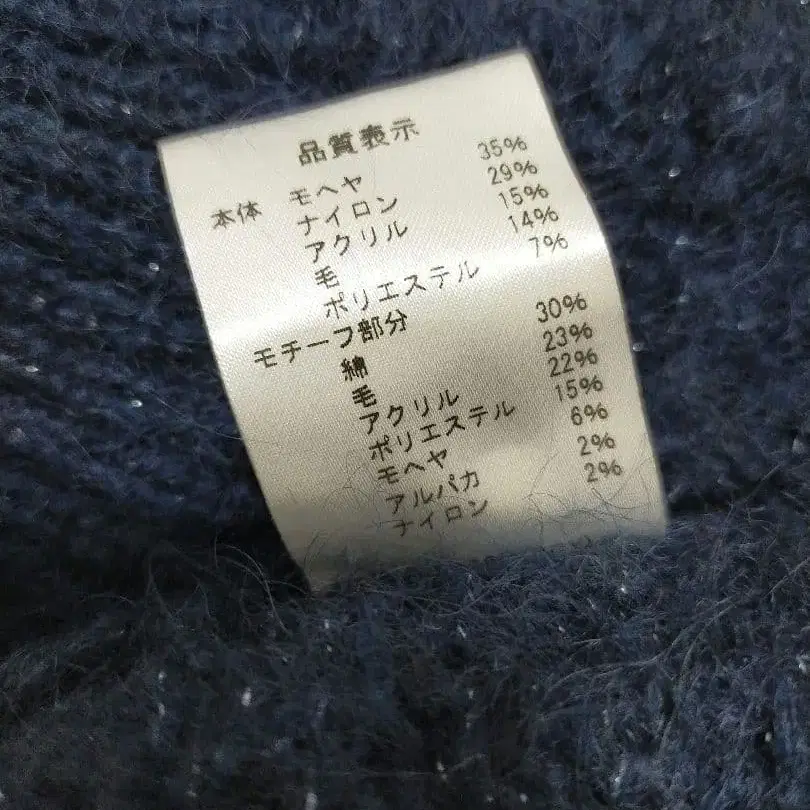 品質表示
本体 モヘヤ 35%
ナイロン 29%
アクリル 15%
毛 14%
ポリエステル 7%
モチーフ部分
綿 30%
毛 23%
アクリル 22%
ポリエステル 15%
モヘヤ 6%
アルパカ 2%
ナイロン 2%